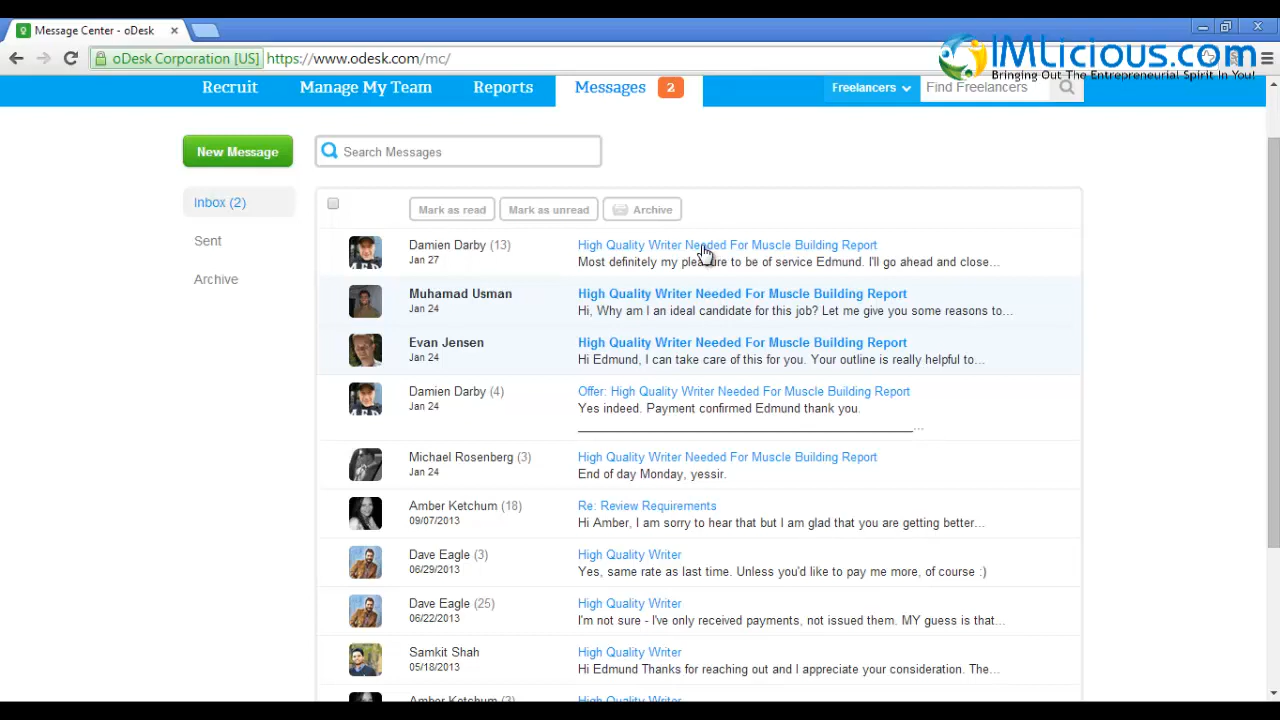 Message Center - oDesk
oDesk Corporation [US] https://www.odesk.com/mc/
IMLicious.com
Bringing Out The Entrepreneurial Spirit In You!
Recruit Manage My Team Reports Messages 2 Freelancers Find Freelancers
New Message Search Messages
Inbox (2)
Sent
Archive
Mark as read Mark as unread Archive
Damien Darby (13) High Quality Writer Needed For Muscle Building Report
Jan 27 Most definitely my pleasure to be of service Edmund. I'll go ahead and close...
Muhamad Usman High Quality Writer Needed For Muscle Building Report
Jan 24 Hi, Why am I an ideal candidate for this job? Let me give you some reasons to...
Evan Jensen High Quality Writer Needed For Muscle Building Report
Jan 24 Hi Edmund, I can take care of this for you. Your outline is really helpful to...
Damien Darby (4) Offer: High Quality Writer Needed For Muscle Building Report
Jan 24 Yes indeed. Payment confirmed Edmund thank you.
_______________________________________________...
Michael Rosenberg (3) High Quality Writer Needed For Muscle Building Report
Jan 24 End of day Monday, yessir.
Amber Ketchum (18) Re: Review Requirements
09/07/2013 Hi Amber, I am sorry to hear that but I am glad that you are getting better...
Dave Eagle (3) High Quality Writer
06/29/2013 Yes, same rate as last time. Unless you'd like to pay me more, of course :)
Dave Eagle (25) High Quality Writer
06/22/2013 I'm not sure - I've only received payments, not issued them. MY guess is that...
Samkit Shah High Quality Writer
05/18/2013 Hi Edmund Thanks for reaching out and I appreciate your consideration. The...
Amber Ketchum (3) High Quality Writer